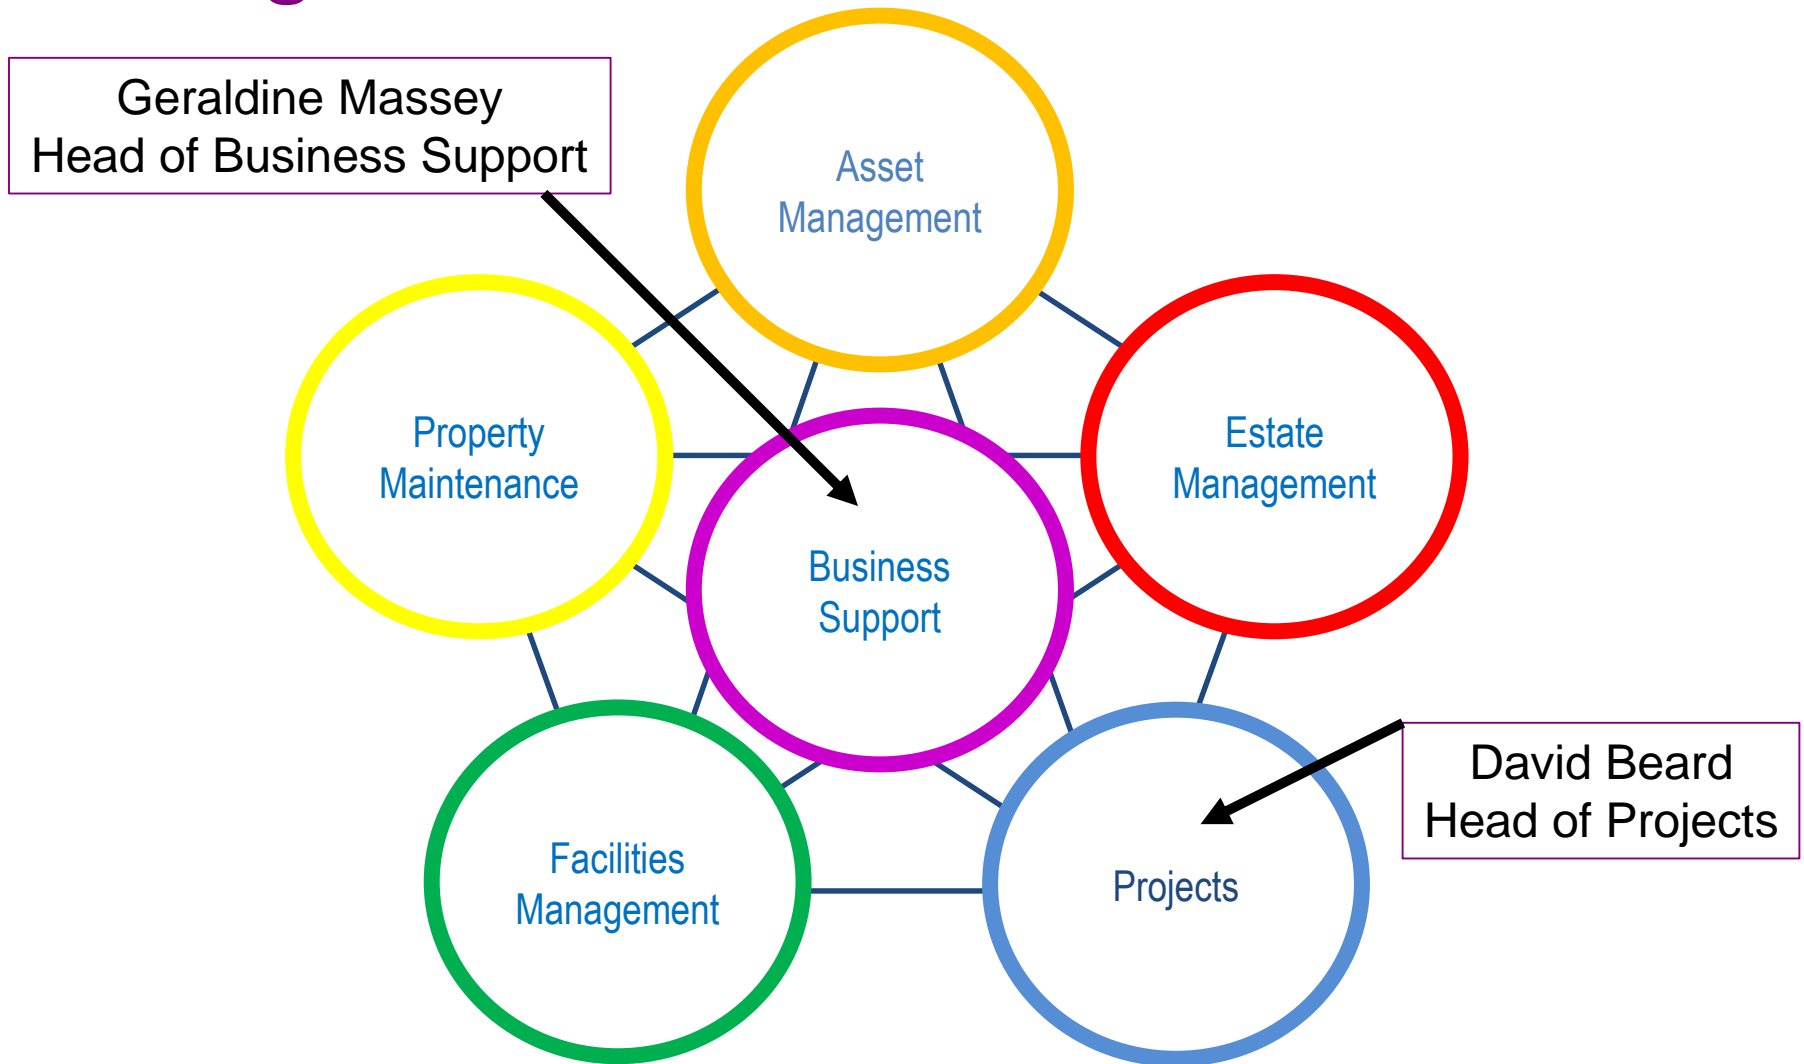 Geraldine Massey
Head of Business Support
Asset
Management
Property
Maintenance
Estate
Management
Business
Support
David Beard
Head of Projects
Facilities
Management
Projects